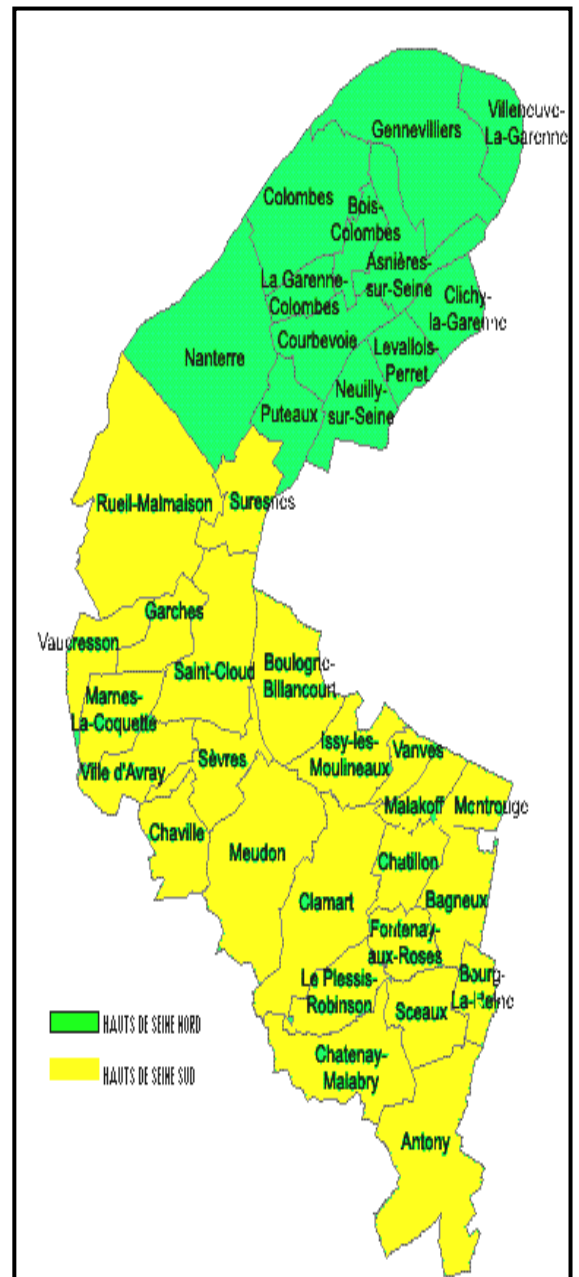 Villeneuve-
La-Garenne
Gennevilliers
Colombes
Bois-
Colombes
Asnières-
sur-Seine
La Garenne-
Colombes
Clichy-
la-Garenne
Courbevoie
Levallois-
Perret
Nanterre
Neuilly-
sur-Seine
Puteaux
Rueil-Malmaison
Suresnes
Garches
Vaucresson
Saint-Cloud
Boulogne-
Billancourt
Marnes-
La-Coquette
Issy-les-
Moulineaux
Vanves
Sèvres
Ville d'Avray
Malakoff
Montrouge
Chaville
Meudon
Chatillon
Clamart
Bagneux
Fontenay-
aux-Roses
Le Plessis-
Robinson
Bourg-
La-Reine
Sceaux
HAUTS DE SEINE NORD
Chatenay-
Malabry
HAUTS DE SEINE SUD
Antony